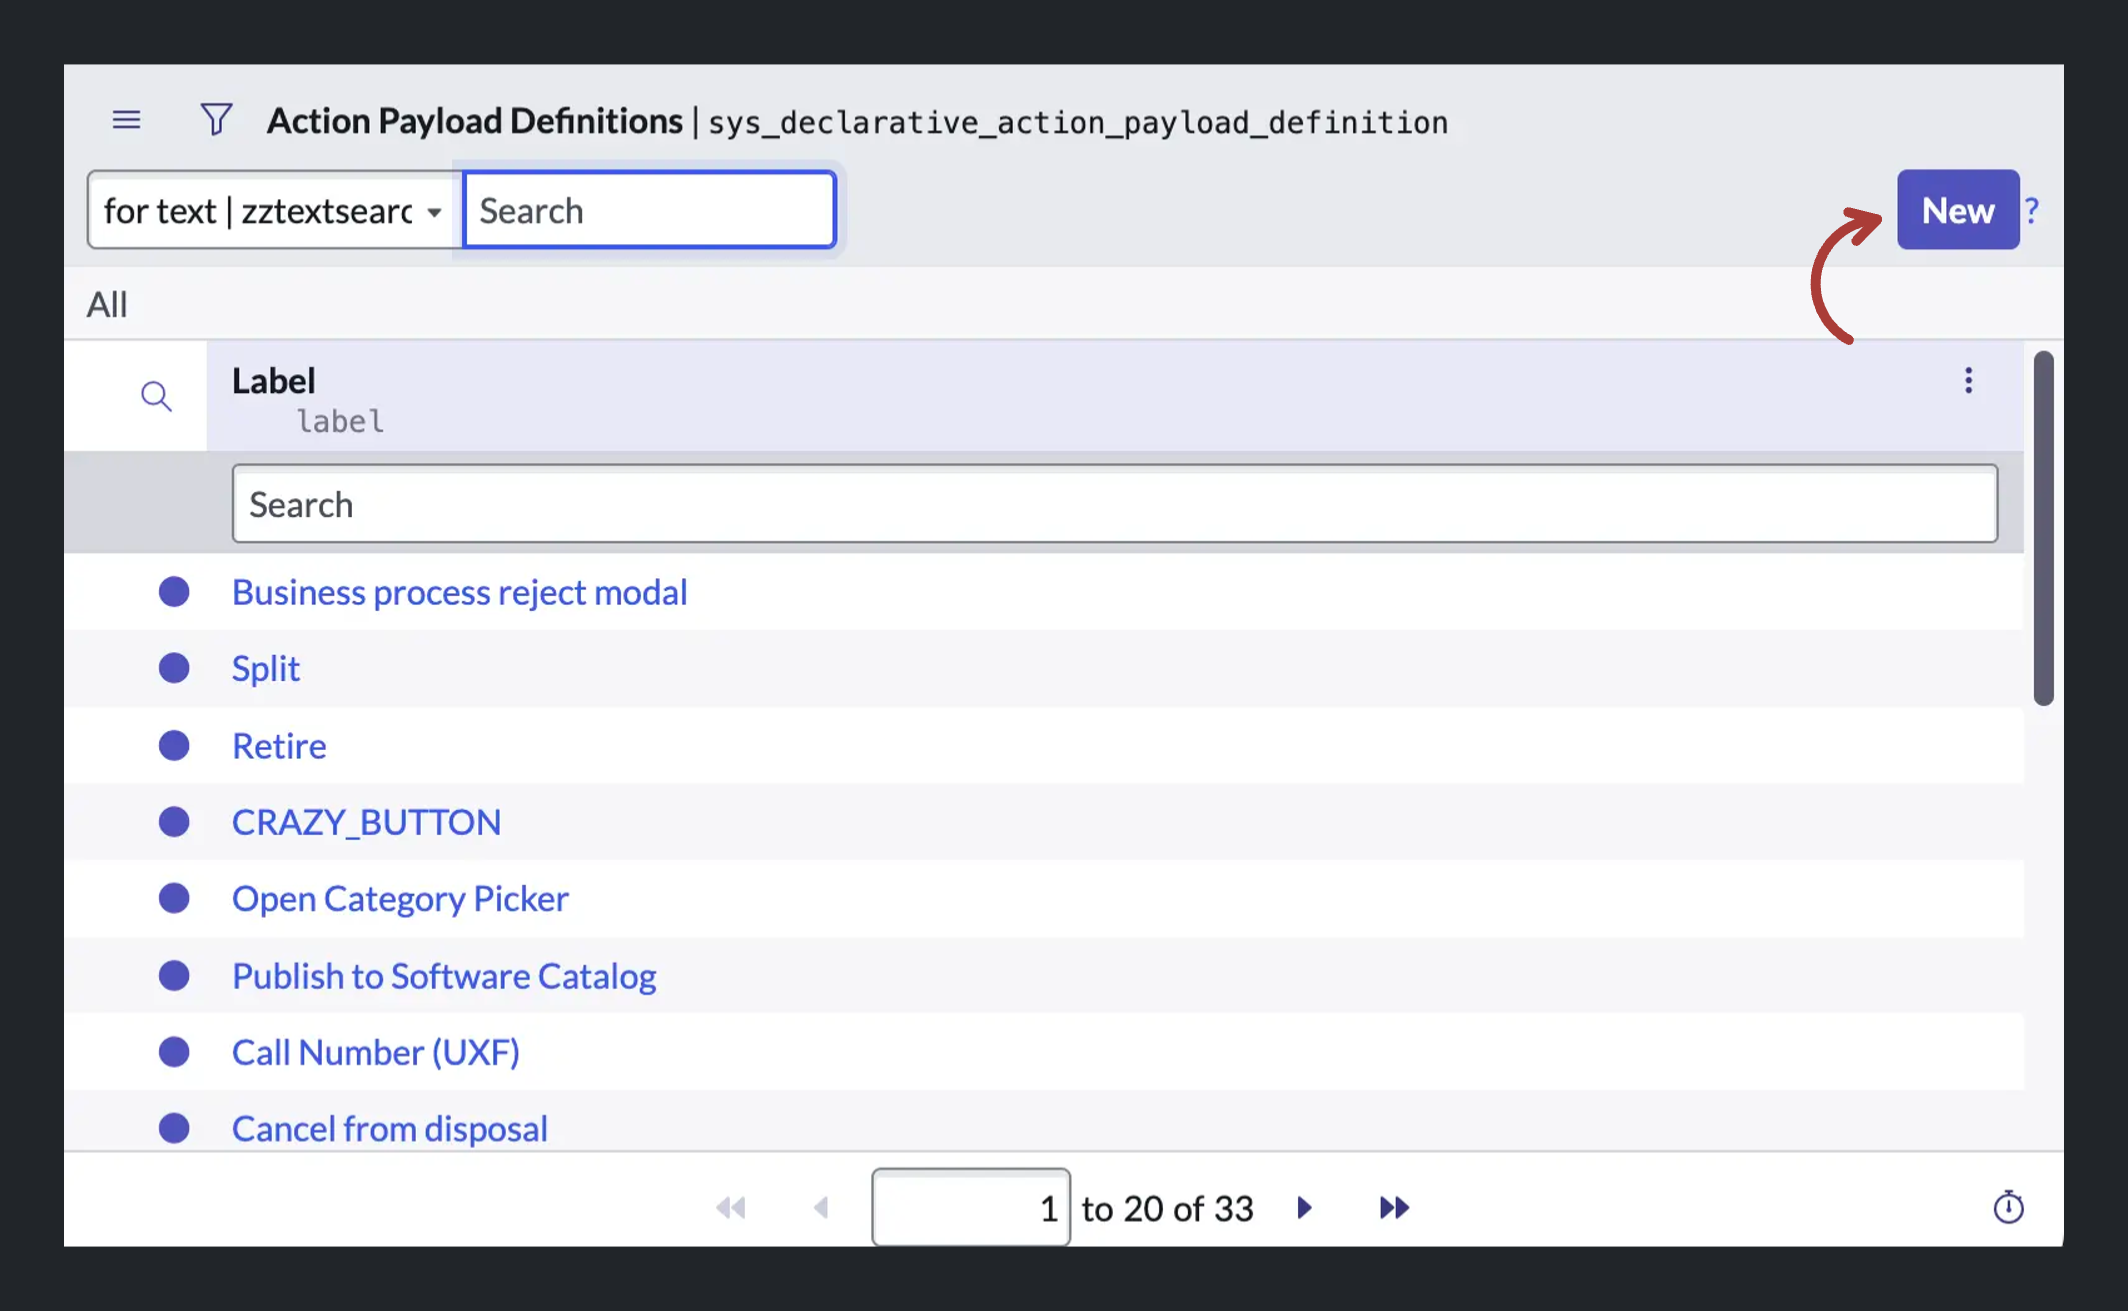 Action Payload Definitions | sys_declarative_action_payload_definition
for text | zztextsearc Search New ?
All
Label
label
Search
Business process reject modal
Split
Retire
CRAZY_BUTTON
Open Category Picker
Publish to Software Catalog
Call Number (UXF)
Cancel from disposal
1 to 20 of 33